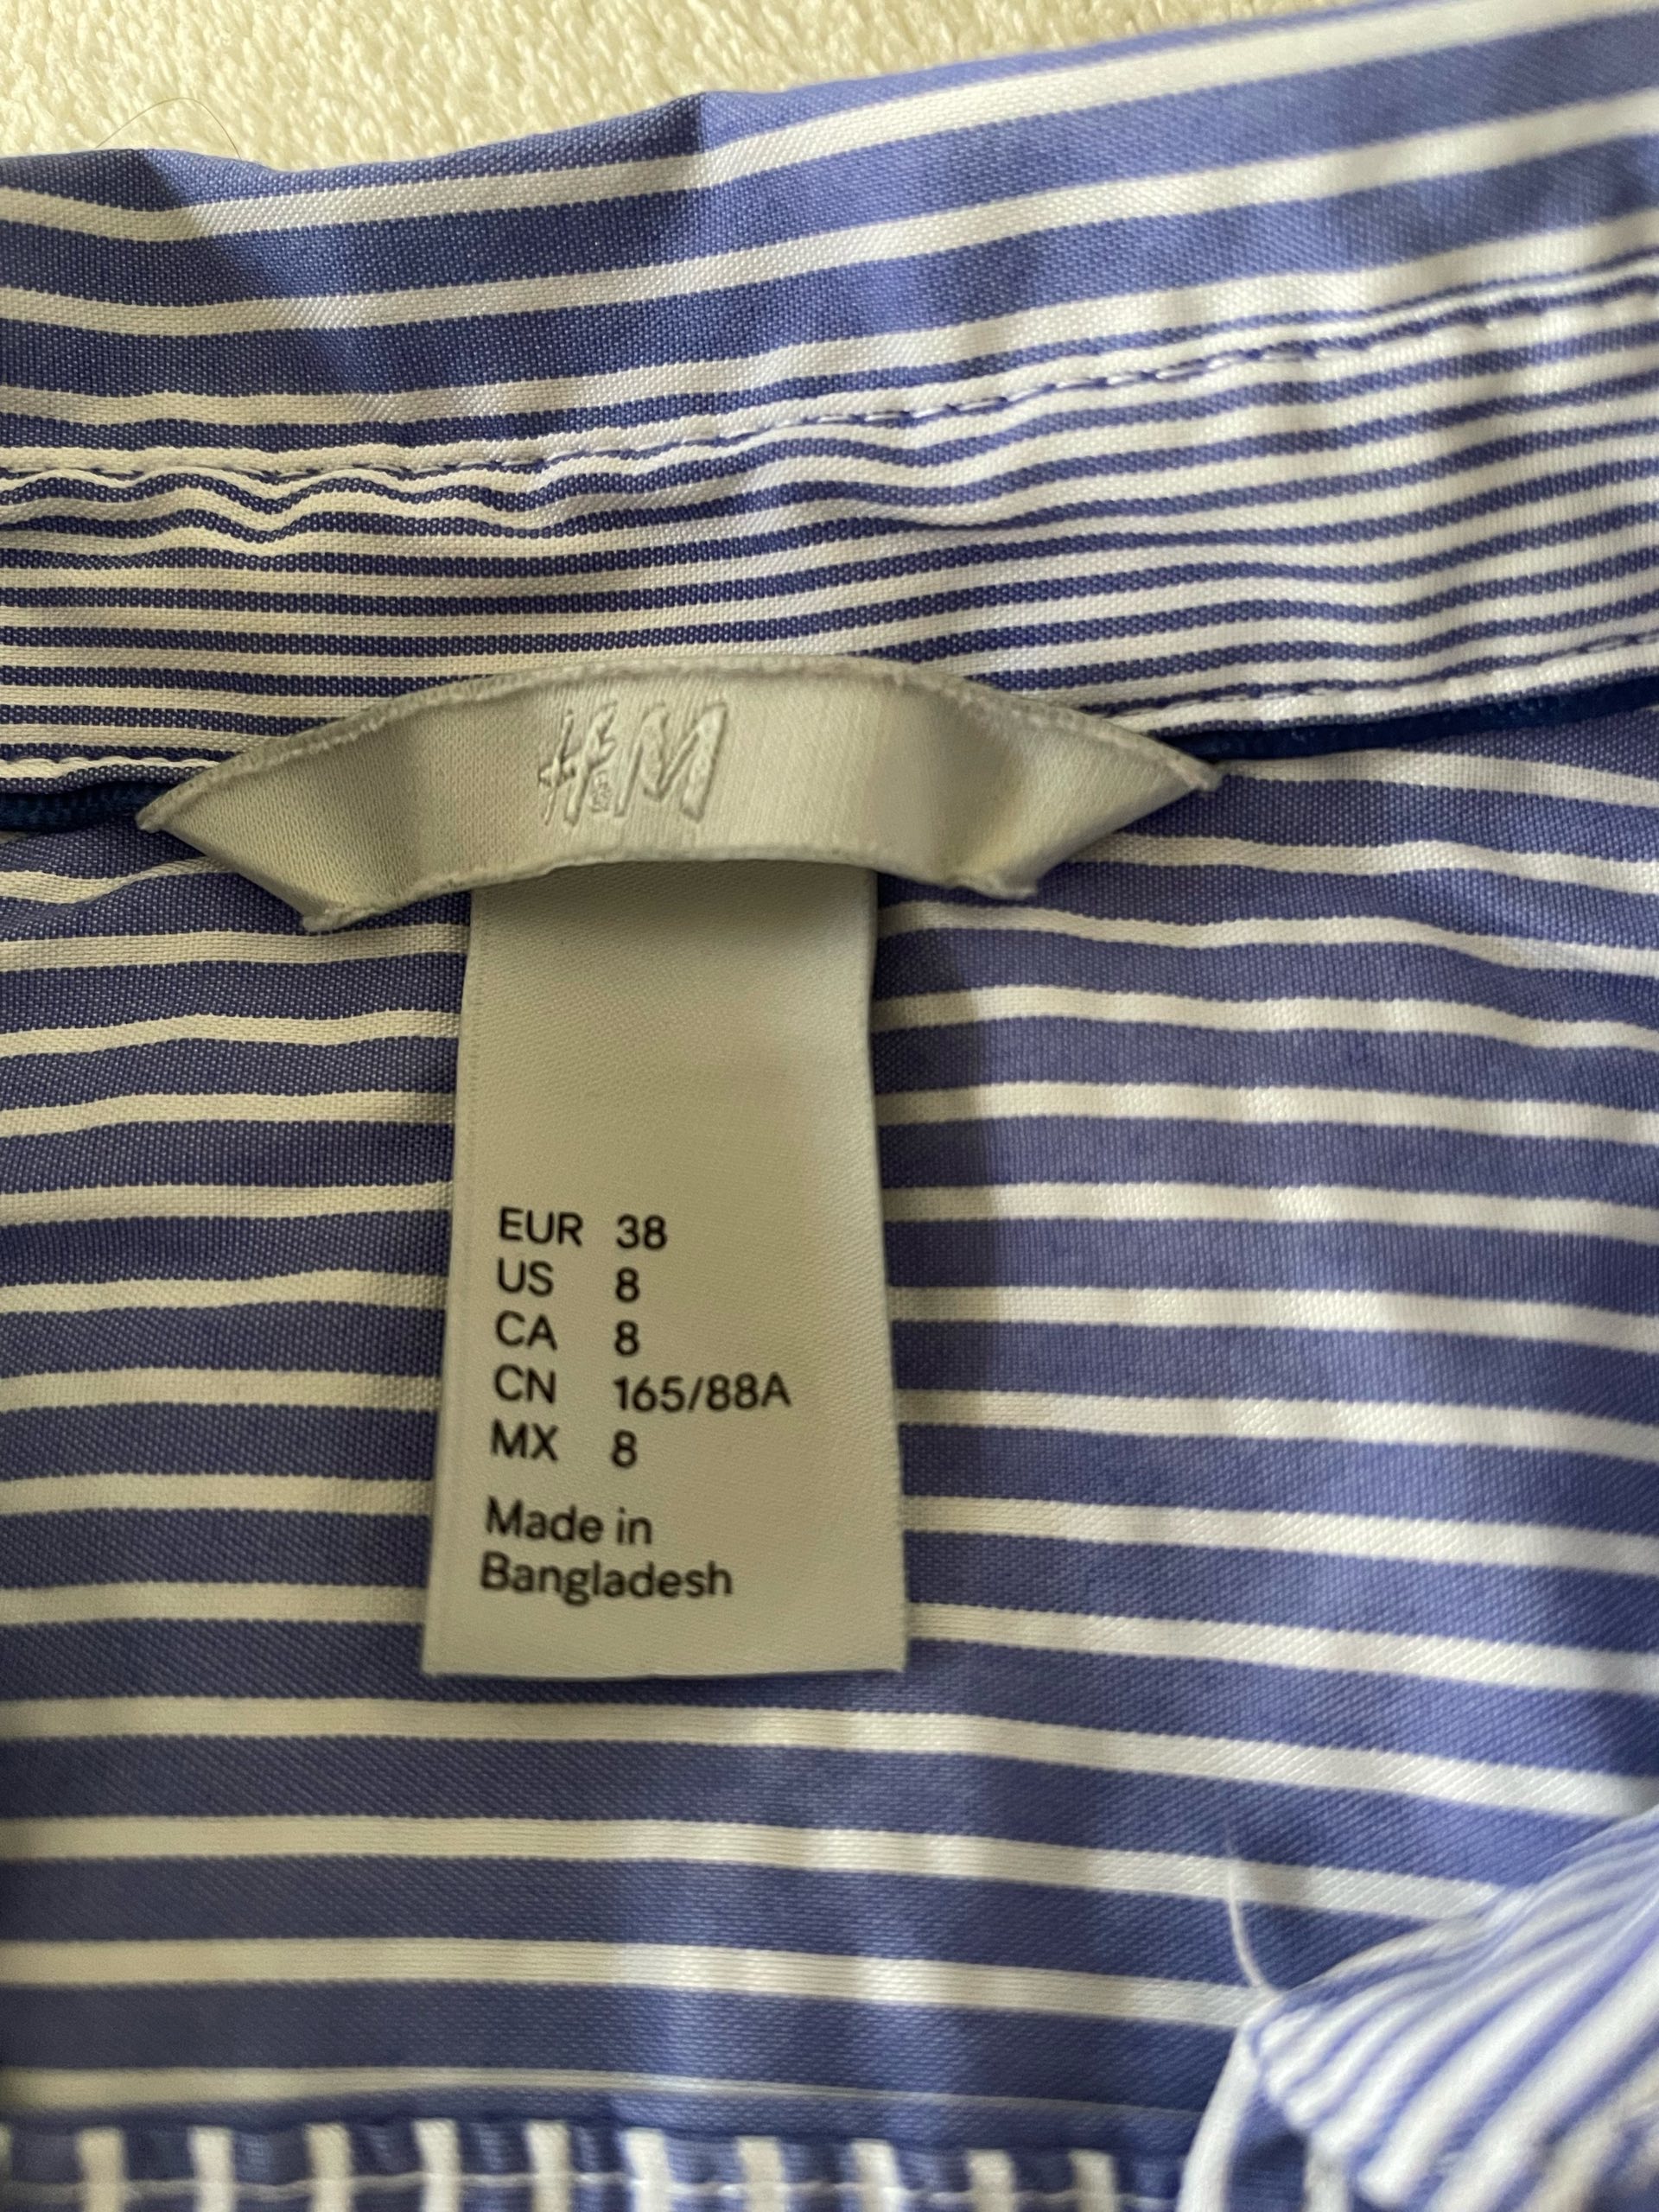 H&M
EUR 38
US 8
CA 8
CN 165/88A
MX 8
Made in
Bangladesh